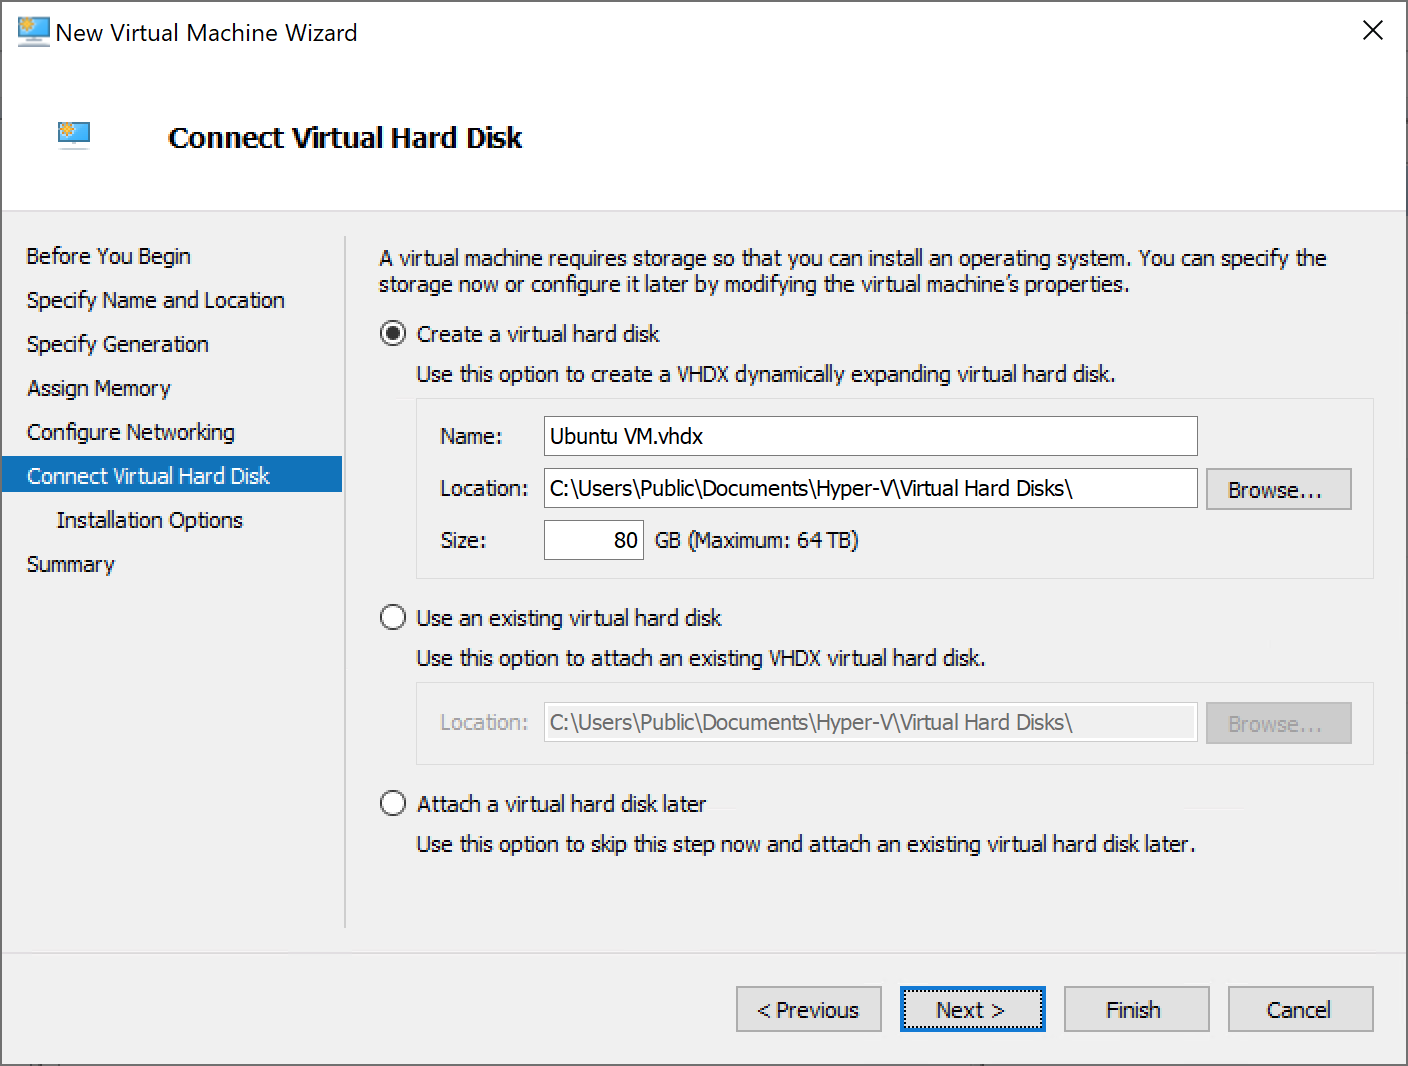 New Virtual Machine Wizard
Connect Virtual Hard Disk
Before You Begin
Specify Name and Location
Specify Generation
Assign Memory
Configure Networking
Connect Virtual Hard Disk
Installation Options
Summary
A virtual machine requires storage so that you can install an operating system. You can specify the
storage now or configure it later by modifying the virtual machine's properties.
Create a virtual hard disk
Use this option to create a VHDX dynamically expanding virtual hard disk.
Name: Ubuntu VM.vhdx
Location: C:\Users\Public\Documents\Hyper-V\Virtual Hard Disks\ Browse...
Size: 80 GB (Maximum: 64 TB)
Use an existing virtual hard disk
Use this option to attach an existing VHDX virtual hard disk.
Location: C:\Users\Public\Documents\Hyper-V\Virtual Hard Disks\ Browse...
Attach a virtual hard disk later
Use this option to skip this step now and attach an existing virtual hard disk later.
< Previous Next > Finish Cancel